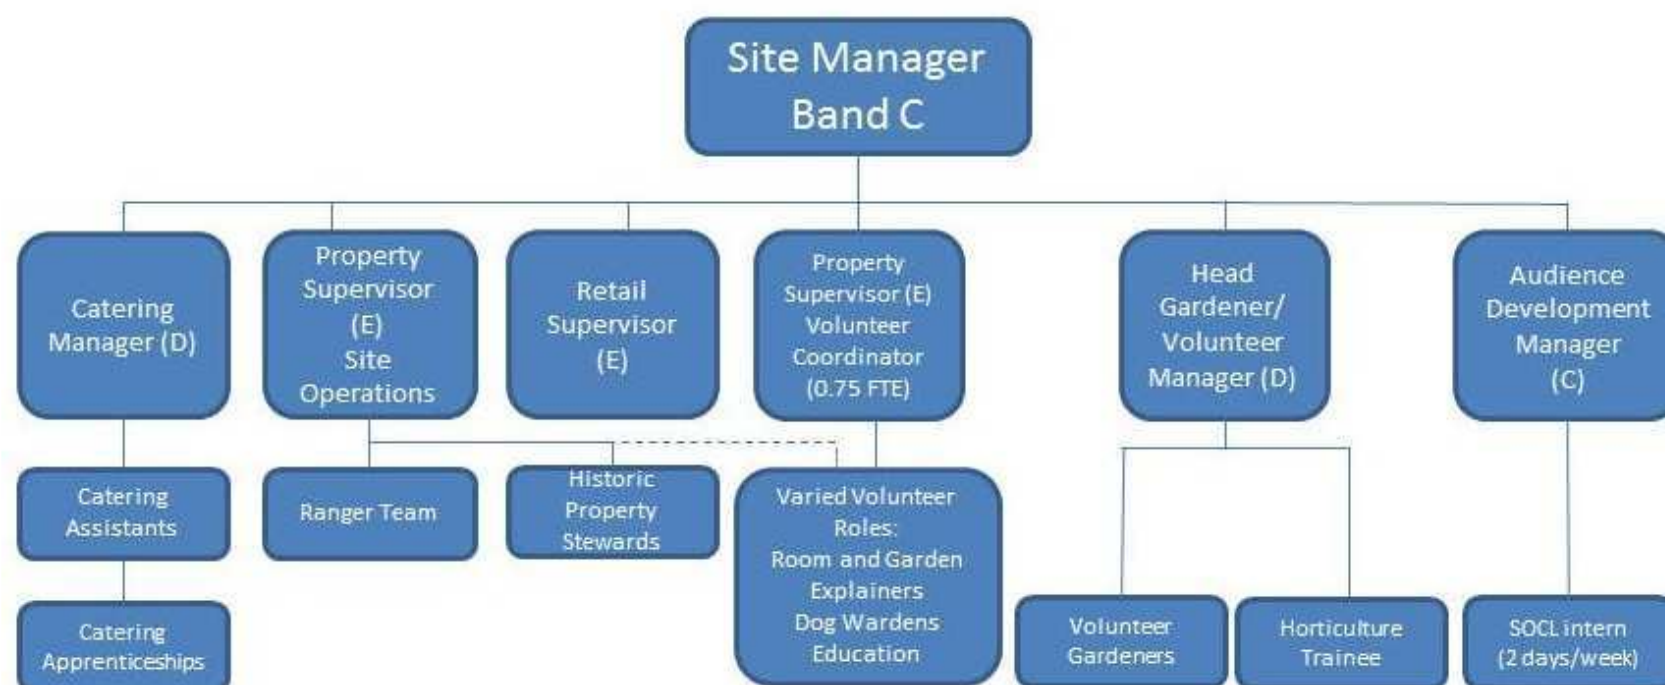 Site Manager
Band C
Catering
Manager (D)
Property
Supervisor
(E)
Site
Operations
Retail
Supervisor
(E)
Property
Supervisor (E)
Volunteer
Coordinator
(0.75 FTE)
Head
Gardener/
Volunteer
Manager (D)
Audience
Development
Manager
(C)
Catering
Assistants
Ranger Team
Historic
Property
Stewards
Varied Volunteer
Roles:
Room and Garden
Explainers
Dog Wardens
Education
Catering
Apprenticeships
Volunteer
Gardeners
Horticulture
Trainee
SOCL intern
(2 days/week)